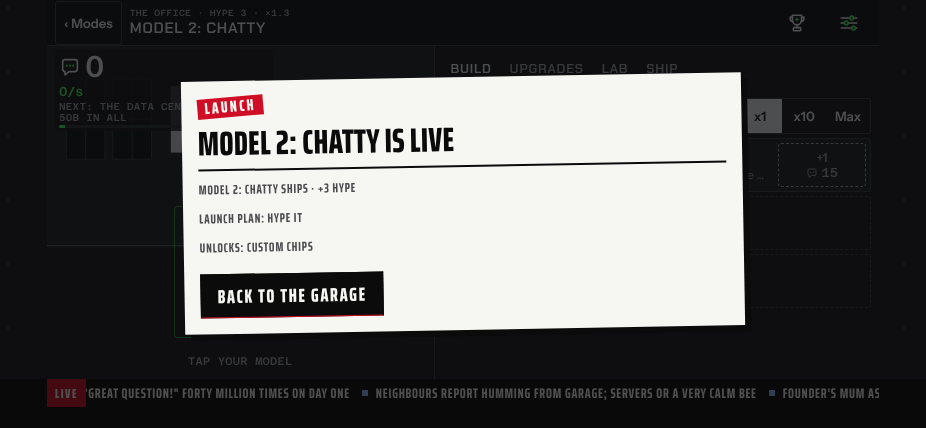 ‹ Modes
THE OFFICE · HYPE 3 · ×1.3
MODEL 2: CHATTY
0
0/s
NEXT: THE DATA CEN
50B IN ALL
BUILD UPGRADES LAB SHIP
x1 x10 Max
+1
15
LAUNCH
MODEL 2: CHATTY IS LIVE
MODEL 2: CHATTY SHIPS · +3 HYPE
LAUNCH PLAN: HYPE IT
UNLOCKS: CUSTOM CHIPS
BACK TO THE GARAGE
TAP YOUR MODEL
LIVE "GREAT QUESTION!" FORTY MILLION TIMES ON DAY ONE NEIGHBOURS REPORT HUMMING FROM GARAGE; SERVERS OR A VERY CALM BEE FOUNDER'S MUM AS